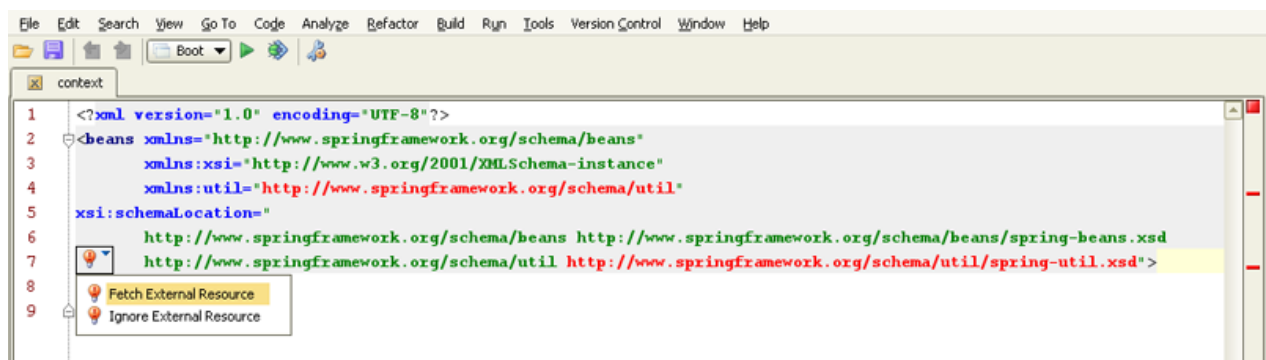 File Edit Search View Go To Code Analyze Refactor Build Run Tools Version Control Window Help
Boot
context
1 <?xml version="1.0" encoding="UTF-8"?>
2 <beans xmlns="http://www.springframework.org/schema/beans"
3 xmlns:xsi="http://www.w3.org/2001/XMLSchema-instance"
4 xmlns:util="http://www.springframework.org/schema/util"
5 xsi:schemaLocation="
6 http://www.springframework.org/schema/beans http://www.springframework.org/schema/beans/spring-beans.xsd
7 http://www.springframework.org/schema/util http://www.springframework.org/schema/util/spring-util.xsd">
8 Fetch External Resource
9 Ignore External Resource